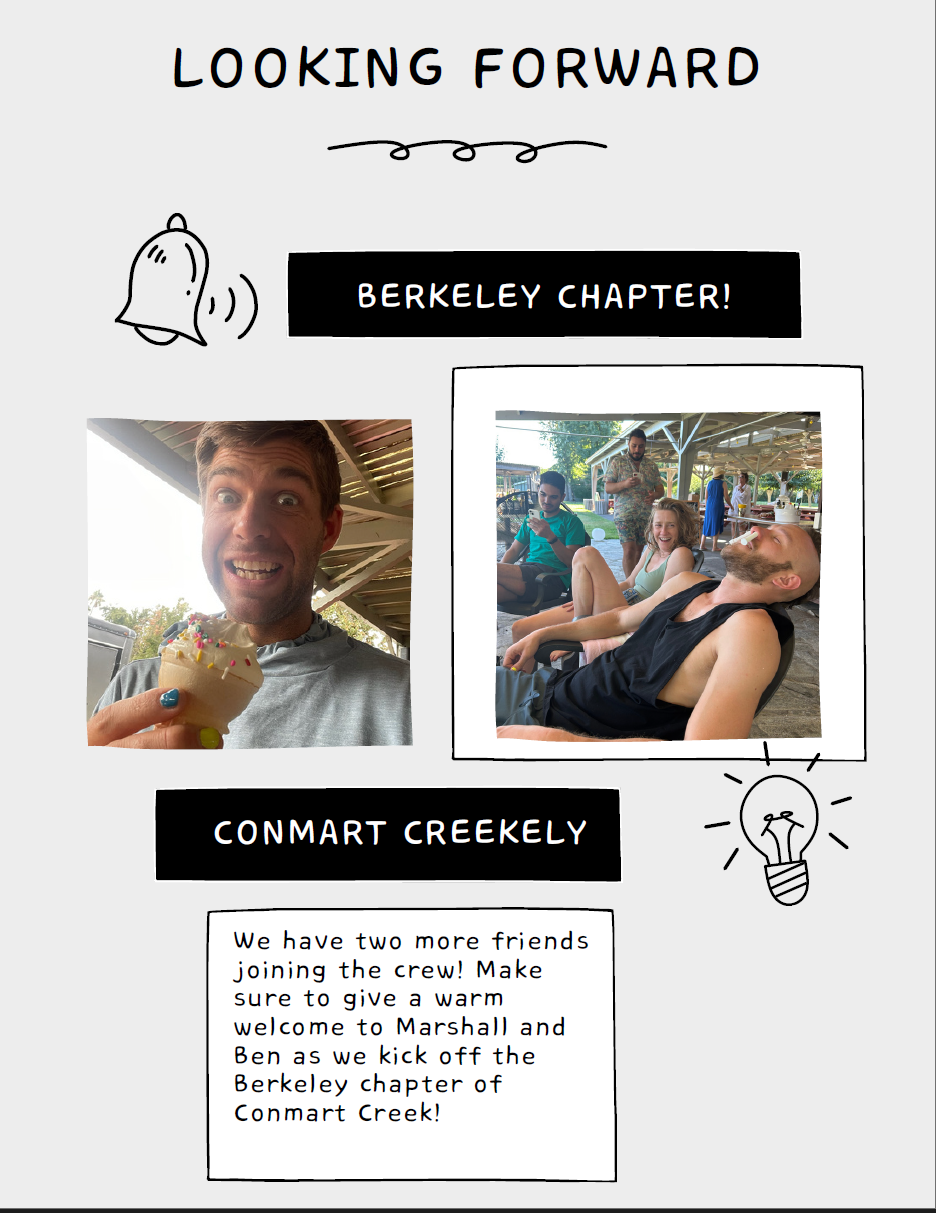 LOOKING FORWARD
BERKELEY CHAPTER!
CONMART CREEKELY
We have two more friends
joining the crew! Make
sure to give a warm
welcome to Marshall and
Ben as we kick off the
Berkeley chapter of
Conmart Creek!